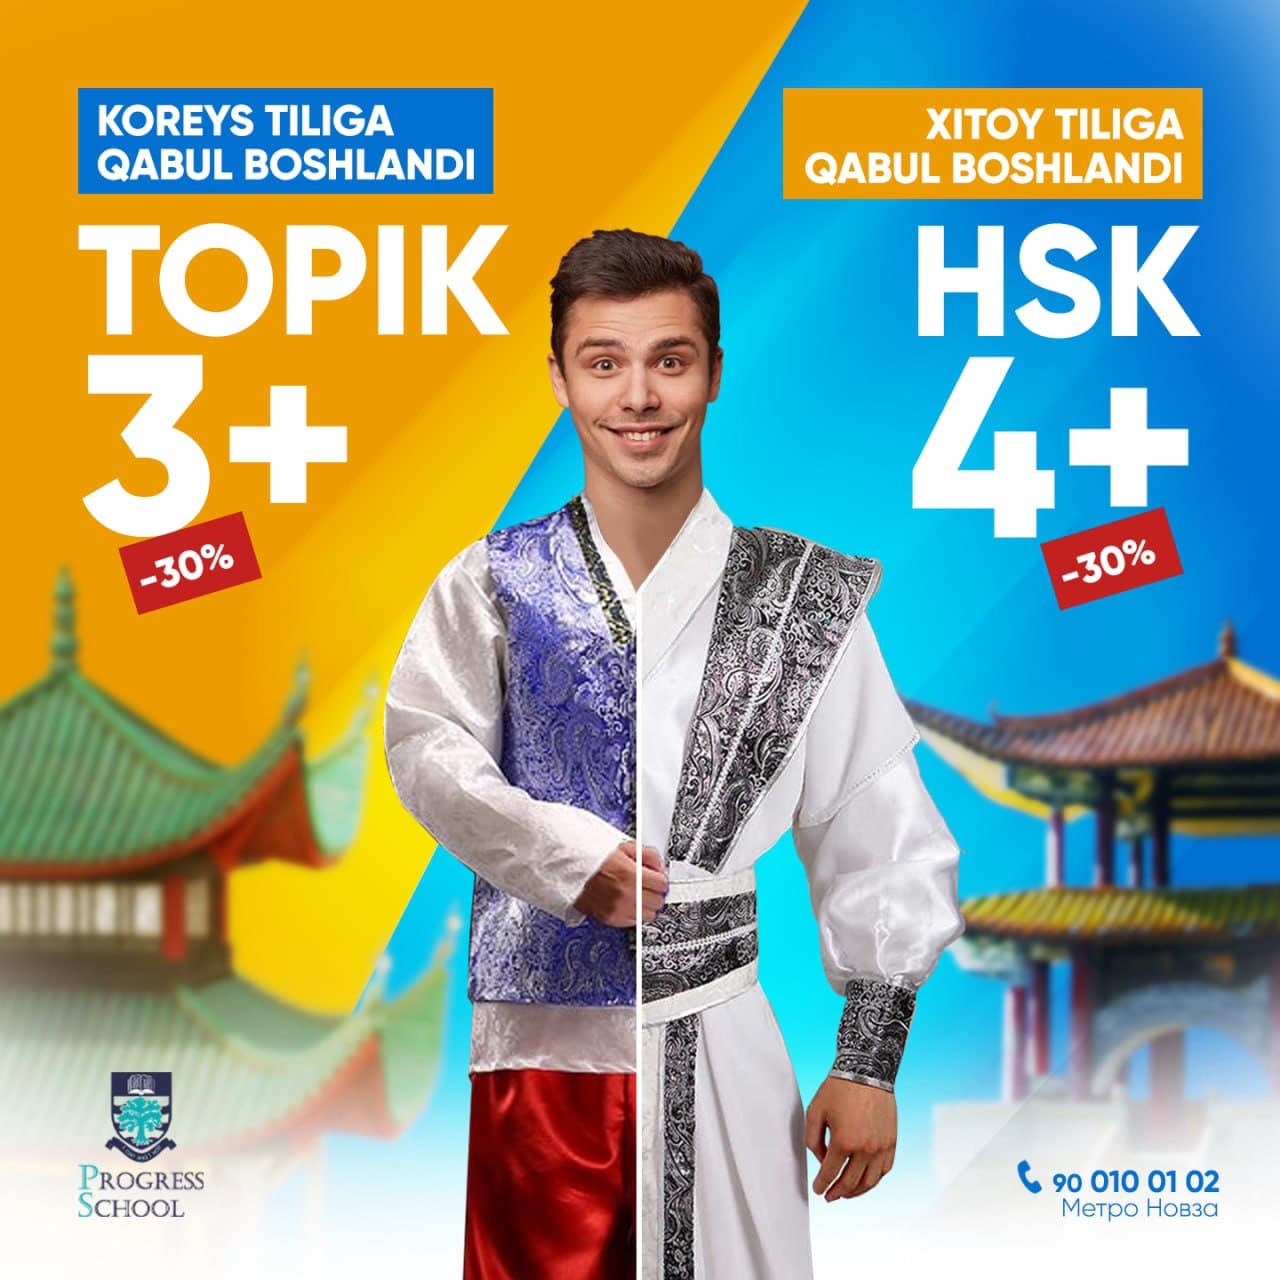 KOREYS TILIGA
QABUL BOSHLANDI
TOPIK
3+
-30%
XITOY TILIGA
QABUL BOSHLANDI
HSK
4+
-30%
PROGRESS
SCHOOL
90 010 01 02
Метро Новза